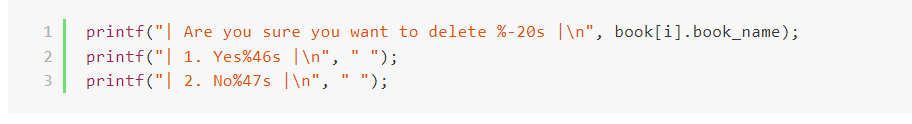 1 printf("| Are you sure you want to delete %-20s |\n", book[i].book_name);
2 printf("| 1. Yes%46s |\n", " ");
3 printf("| 2. No%47s |\n", " ");